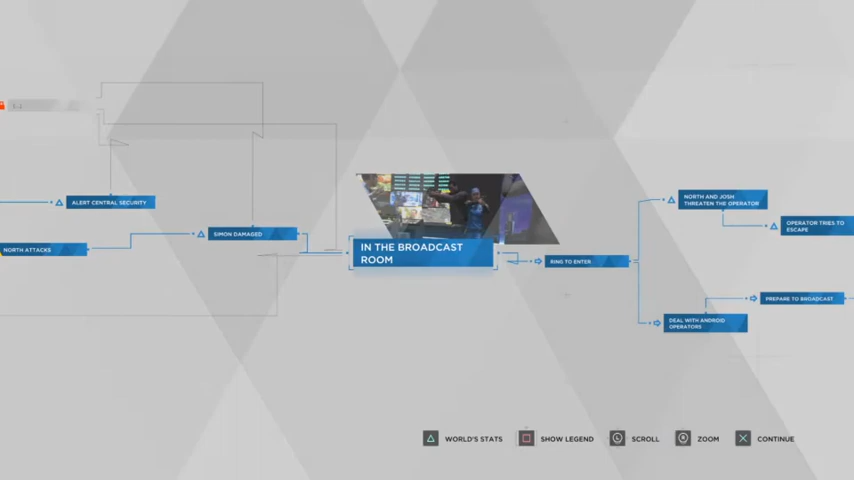 ALERT CENTRAL SECURITY
NORTH ATTACKS
SIMON DAMAGED
IN THE BROADCAST
ROOM
RING TO ENTER
NORTH AND JOSH
THREATEN THE OPERATOR
OPERATOR TRIES TO
ESCAPE
PREPARE TO BROADCAST
DEAL WITH ANDROID
OPERATORS
WORLD'S STATS
SHOW LEGEND
L
SCROLL
R
ZOOM
CONTINUE